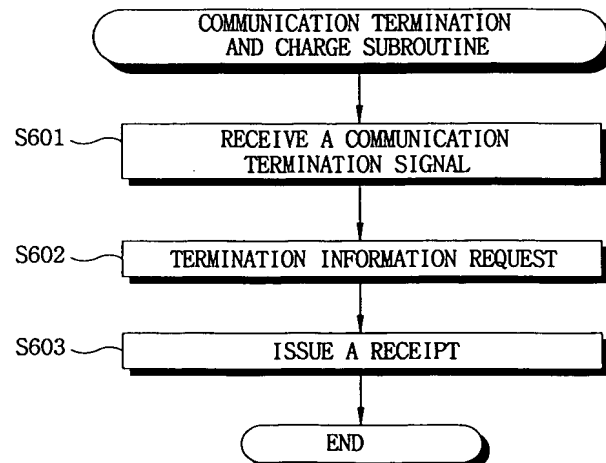 COMMUNICATION TERMINATION
AND CHARGE SUBROUTINE
S601
RECEIVE A COMMUNICATION
TERMINATION SIGNAL
S602
TERMINATION INFORMATION REQUEST
S603
ISSUE A RECEIPT
END